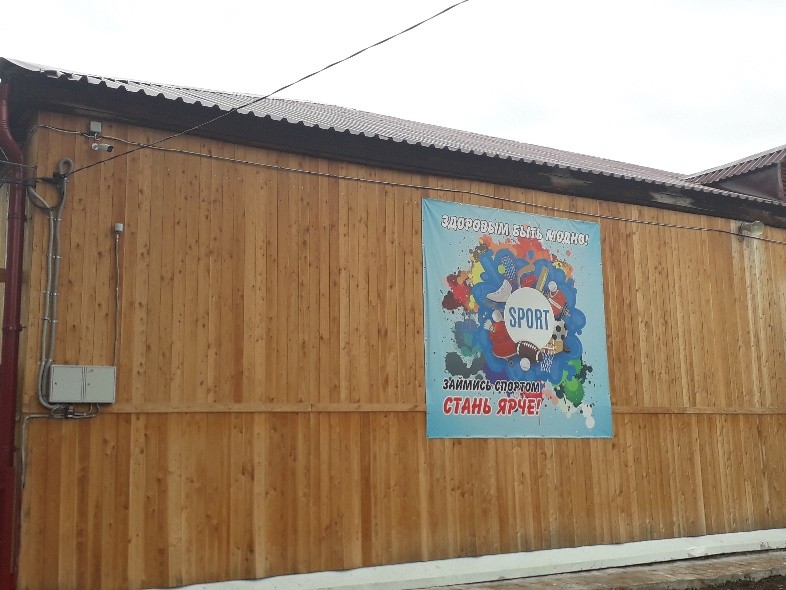 ЗДОРОВЫМ БЫТЬ МОДНО!
SPORT
ЗАЙМИСЬ СПОРТОМ
СТАНЬ ЯРЧЕ!